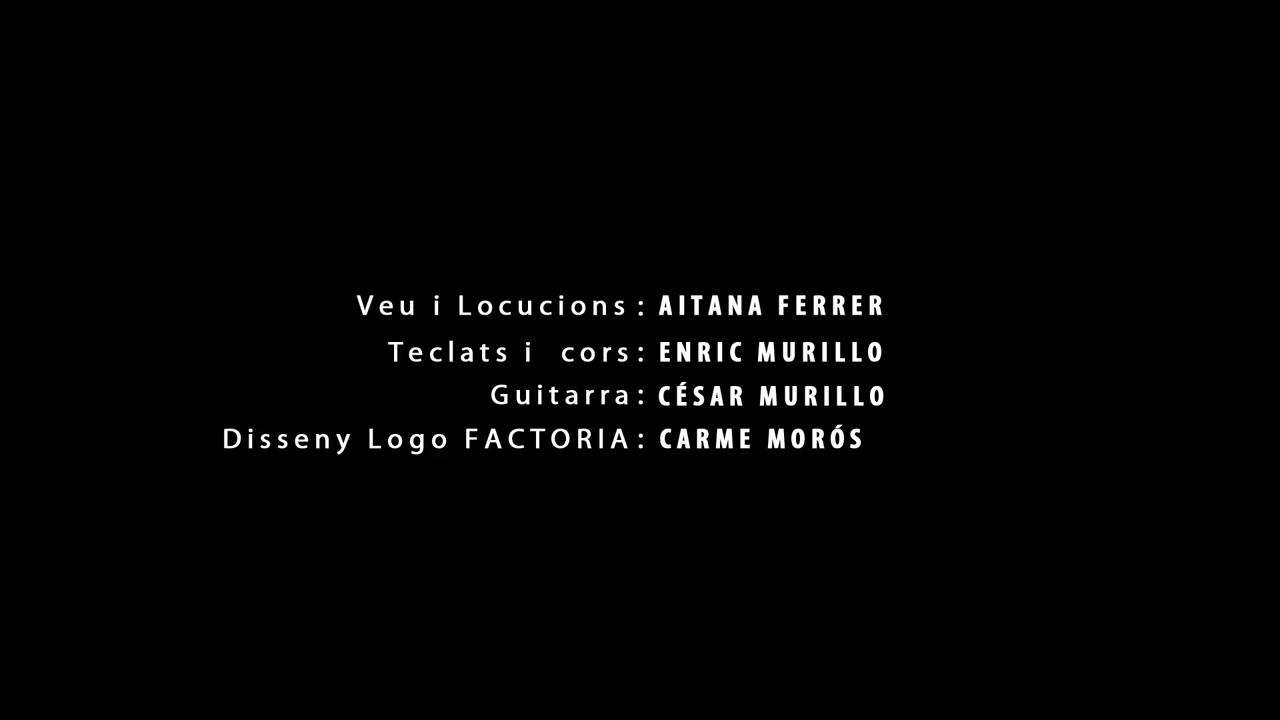 Veu i Locucions : AITANA FERRER
Teclats i cors: ENRIC MURILLO
Guitarra: CÉSAR MURILLO
Disseny Logo FACTORIA: CARME MORÓS